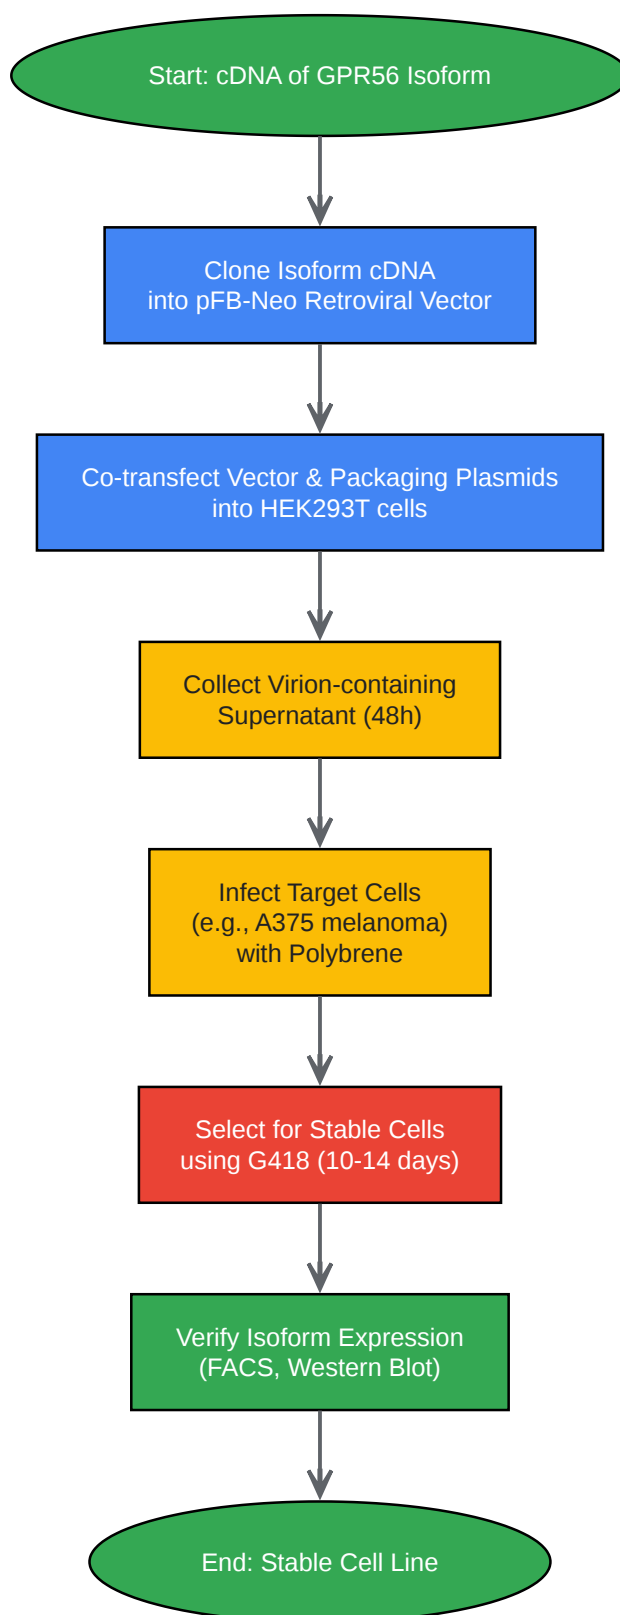 Start: cDNA of GPR56 Isoform
Clone Isoform cDNA
into pFB-Neo Retroviral Vector
Co-transfect Vector & Packaging Plasmids
into HEK293T cells
Collect Virion-containing
Supernatant (48h)
Infect Target Cells
(e.g., A375 melanoma)
with Polybrene
Select for Stable Cells
using G418 (10-14 days)
Verify Isoform Expression
(FACS, Western Blot)
End: Stable Cell Line